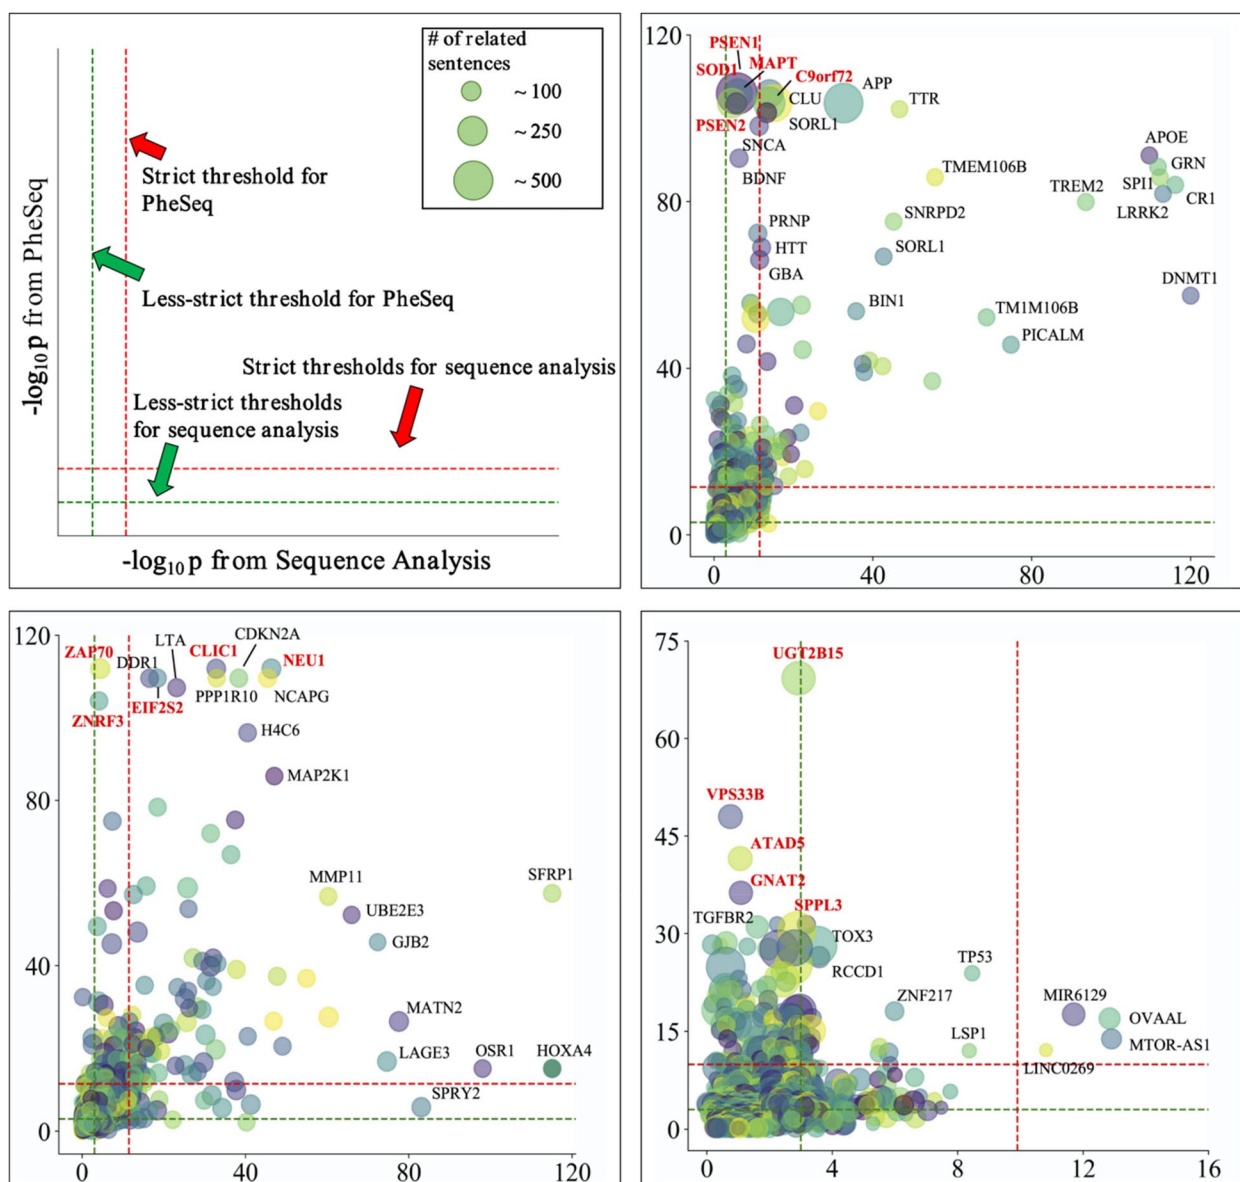 # of related
sentences
~ 100
~ 250
~ 500
Strict threshold for
PheSeq
Less-strict threshold for PheSeq
Strict thresholds for sequence analysis
Less-strict thresholds
for sequence analysis
-log₁₀p from PheSeq
-log₁₀p from Sequence Analysis
120
80
40
0
0
40
80
120
PSEN1
SOD1
MAPT
C9orf72
CLU
APP
TTR
SORL1
PSEN2
SNCA
BDNF
TMEM106B
APOE
GRN
SPI1
CR1
TREM2
LRRK2
PRNP
SNRPD2
HTT
SORL1
GBA
DNMT1
BIN1
TM1M106B
PICALM
120
80
40
0
0
40
80
120
ZAP70
DDR1
LTA
CLIC1
CDKN2A
NEU1
PPP1R10
NCAPG
EIF2S2
ZNRF3
H4C6
MAP2K1
MMP11
SFRP1
UBE2E3
GJB2
MATN2
LAGE3
OSR1
HOXA4
SPRY2
75
60
45
30
15
0
0
4
8
12
16
UGT2B15
VPS33B
ATAD5
GNAT2
SPPL3
TGFBR2
TOX3
RCCD1
TP53
ZNF217
MIR6129
OVAAL
LSP1
MTOR-AS1
LINC0269